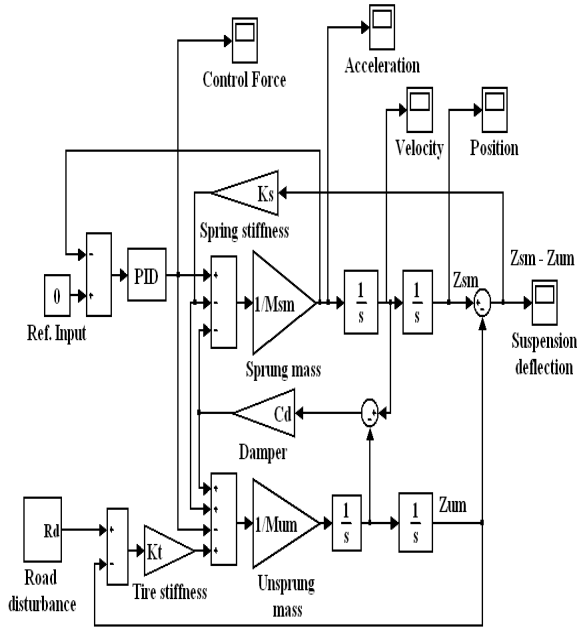 Control Force
Acceleration
Velocity
Position
Ks
Spring stiffness
-
+
0
Ref. Input
PID
+
-
-
1/Msm
Sprung mass
1
s
1
s
Zsm
+
-
Zsm - Zum
Suspension
deflection
Cd
Damper
-+
Rd
Road
disturbance
+
-
Kt
Tire stiffness
+
+
-
+
1/Mum
Unsprung
mass
1
s
1
s
Zum